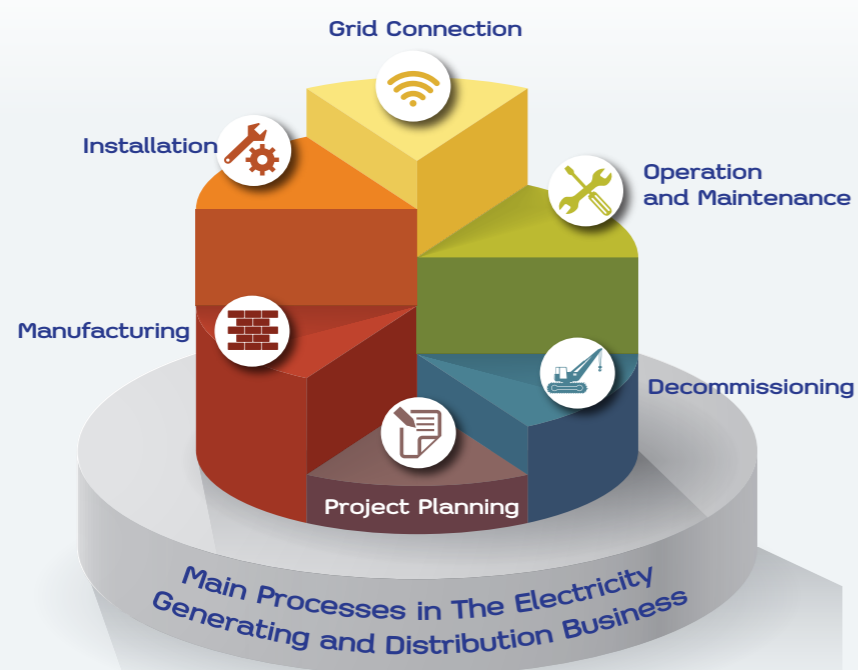 Grid Connection
Installation
Operation
and Maintenance
Manufacturing
Decommissioning
Project Planning
Main Processes in The Electricity
Generating and Distribution Business